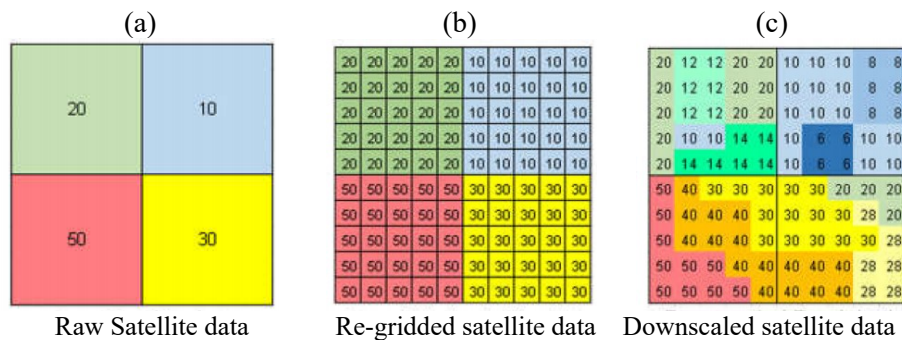 (a)
20 10
50 30
Raw Satellite data
(b)
20 20 20 20 20 10 10 10 10 10
20 20 20 20 20 10 10 10 10 10
20 20 20 20 20 10 10 10 10 10
20 20 20 20 20 10 10 10 10 10
20 20 20 20 20 10 10 10 10 10
50 50 50 50 50 30 30 30 30 30
50 50 50 50 50 30 30 30 30 30
50 50 50 50 50 30 30 30 30 30
50 50 50 50 50 30 30 30 30 30
50 50 50 50 50 30 30 30 30 30
Re-gridded satellite data
(c)
20 12 12 20 20 10 10 10 8 8
20 12 12 20 20 10 10 10 8 8
20 12 12 20 20 10 10 10 8 8
20 10 10 14 14 10 6 6 10 10
20 14 14 14 14 10 6 6 10 10
50 40 30 30 30 30 30 20 20 20
50 40 40 40 30 30 30 30 28 20
50 40 40 40 30 30 30 30 30 28
50 50 50 40 40 40 40 40 28 28
50 50 50 50 40 40 40 40 28 28
Downscaled satellite data